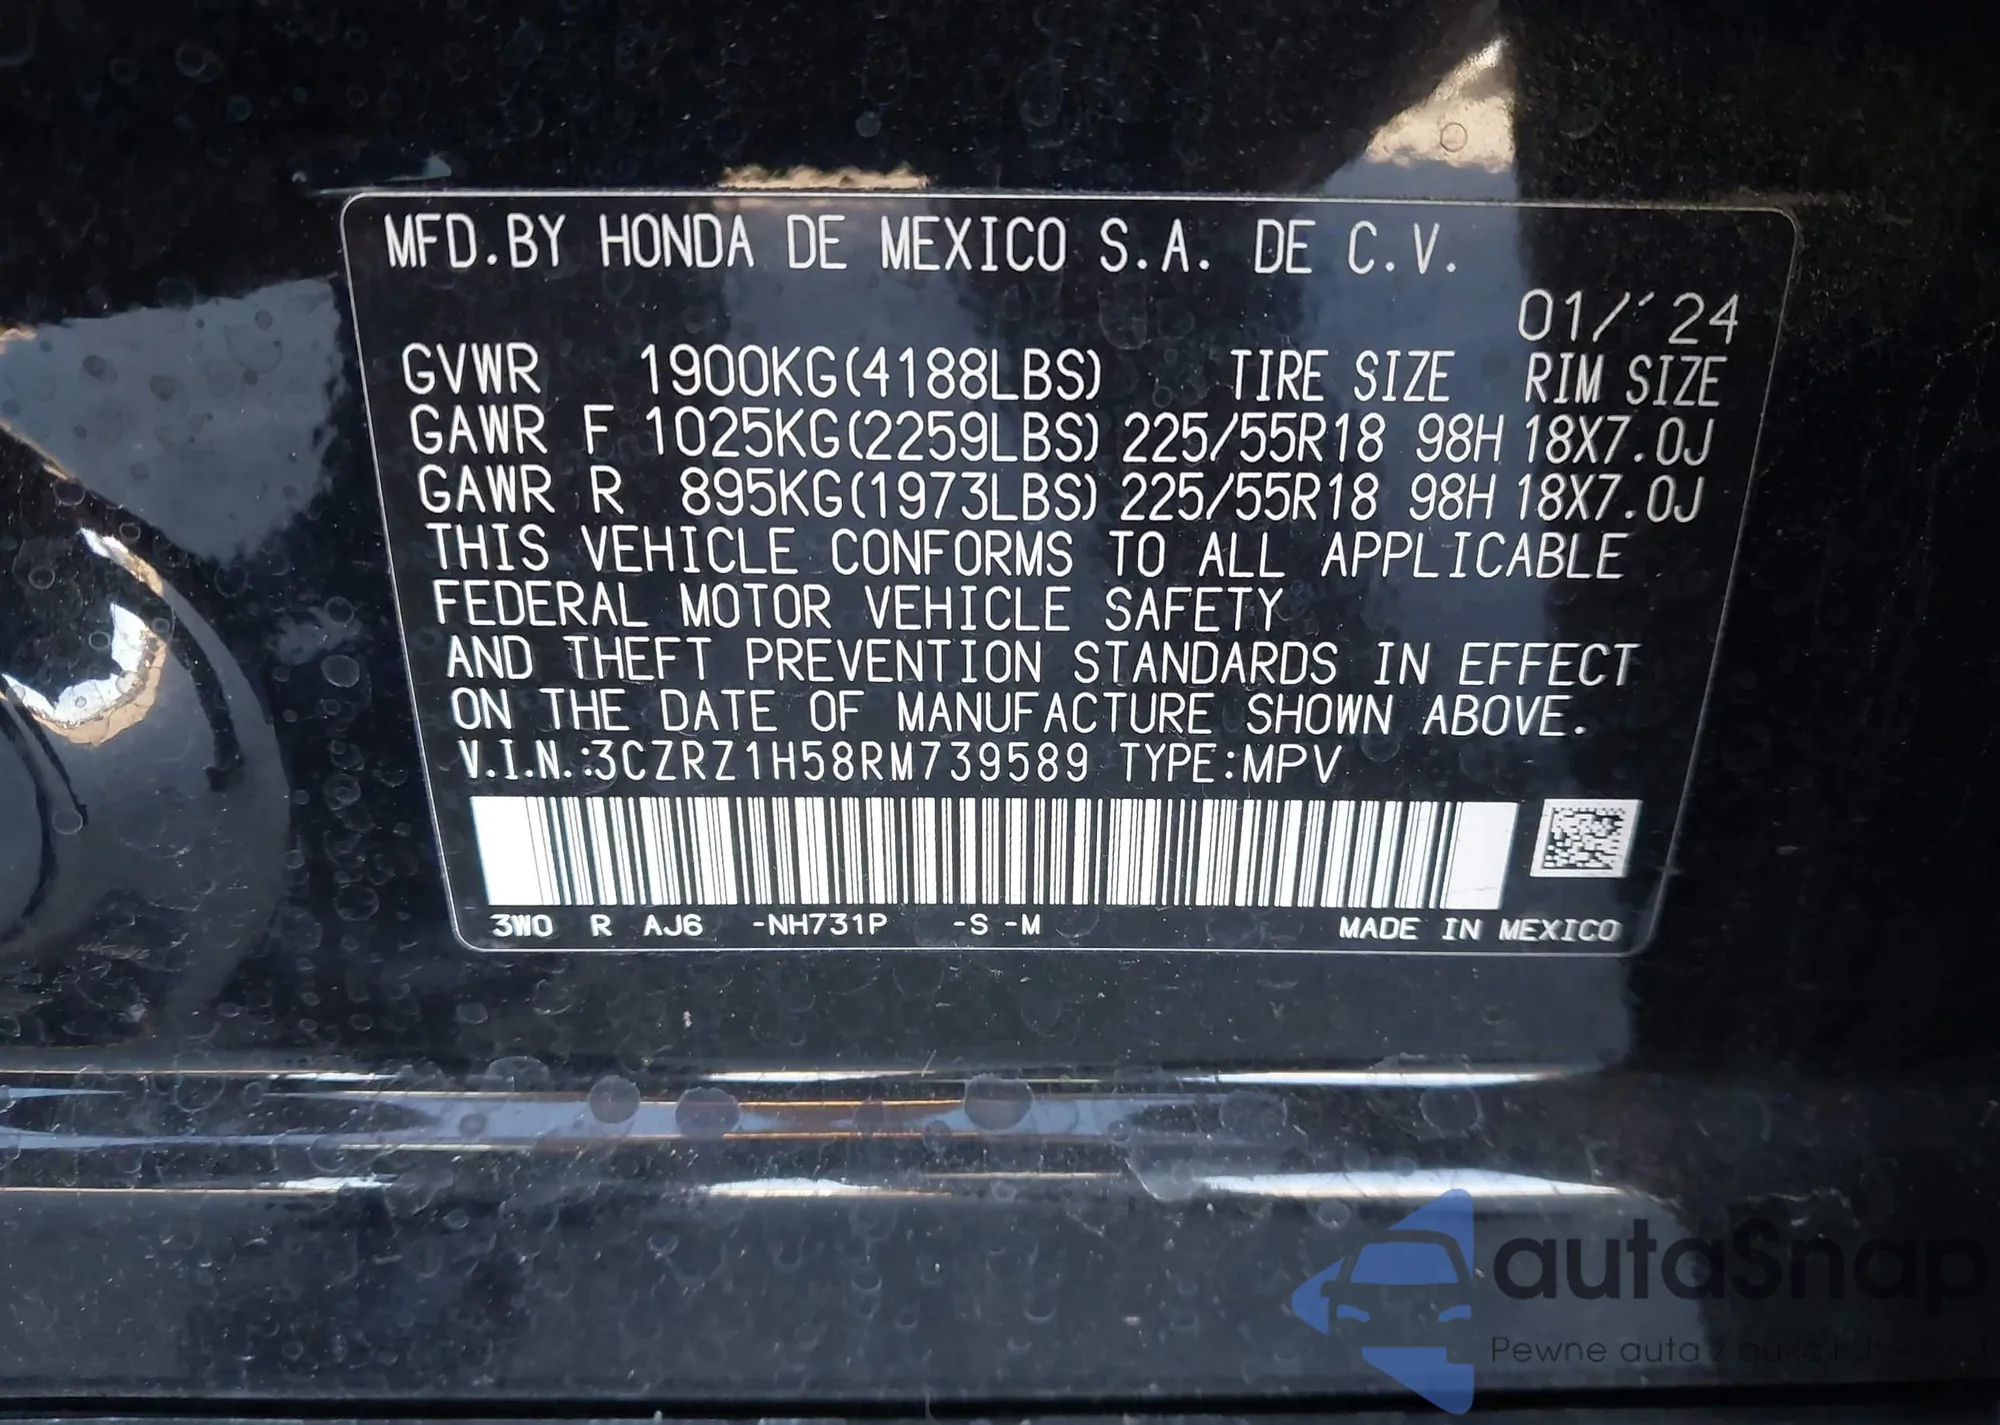 MFD.BY HONDA DE MEXICO S.A. DE C.V.
01/'24
GVWR 1900KG(4188LBS) TIRE SIZE RIM SIZE
GAWR F 1025KG(2259LBS) 225/55R18 98H 18X7.0J
GAWR R 895KG(1973LBS) 225/55R18 98H 18X7.0J
THIS VEHICLE CONFORMS TO ALL APPLICABLE
FEDERAL MOTOR VEHICLE SAFETY
AND THEFT PREVENTION STANDARDS IN EFFECT
ON THE DATE OF MANUFACTURE SHOWN ABOVE.
V.I.N.:3CZRZ1H58RM739589 TYPE:MPV
3W0 R AJ6 -NH731P -S -M MADE IN MEXICO
autaSnap
Pewne auta z